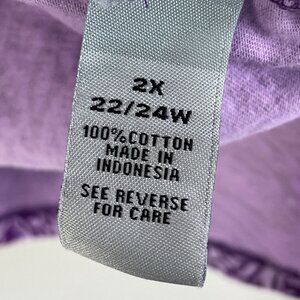 2X
22/24W
100%COTTON
MADE IN
INDONESIA
SEE REVERSE
FOR CARE